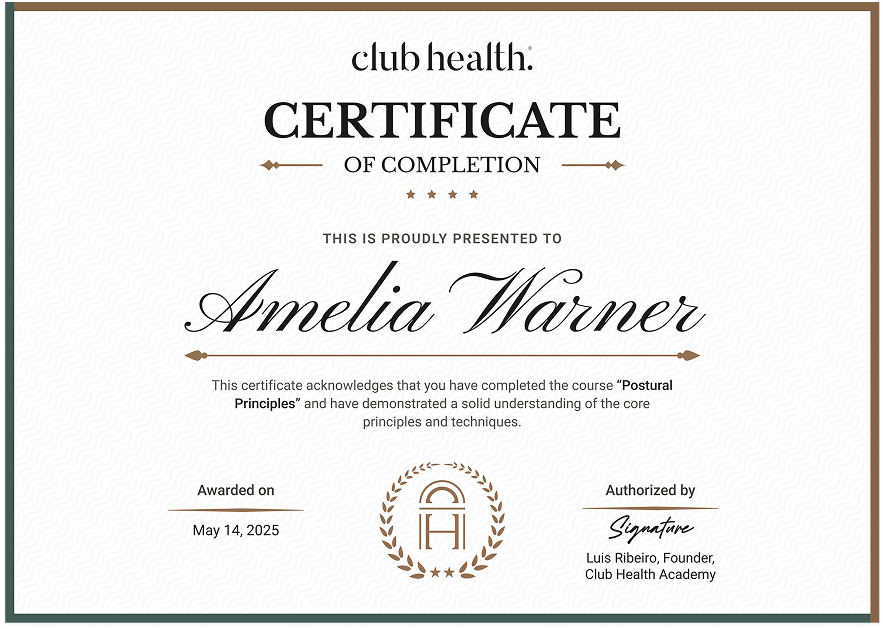 club health.®
CERTIFICATE
OF COMPLETION
THIS IS PROUDLY PRESENTED TO
Amelia Warner
This certificate acknowledges that you have completed the course “Postural
Principles” and have demonstrated a solid understanding of the core
principles and techniques.
Awarded on
May 14, 2025
CH
Authorized by
Signature
Luis Ribeiro, Founder,
Club Health Academy